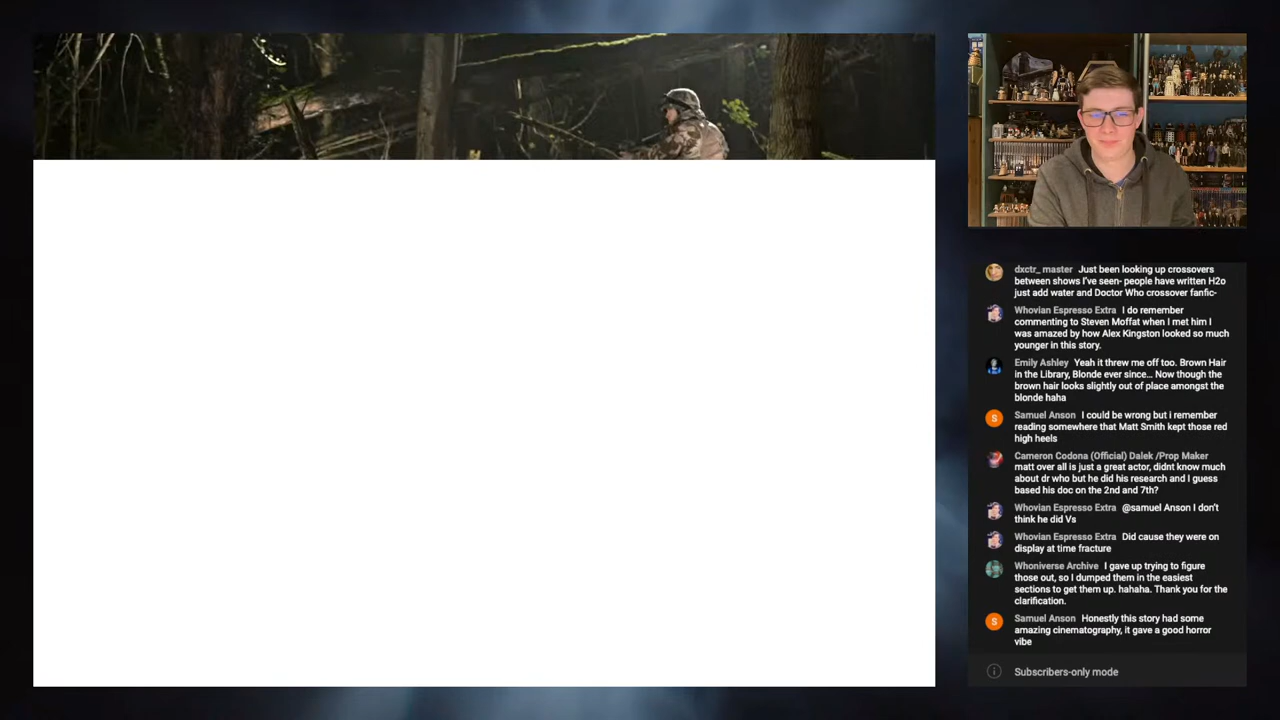 dxctr_ master Just been looking up crossovers
between shows I've seen- people have written H2o
just add water and Doctor Who crossover fanfic-
Whovian Espresso Extra I do remember
commenting to Steven Moffat when I met him I
was amazed by how Alex Kingston looked so much
younger in this story.
Emily Ashley Yeah it threw me off too. Brown Hair
in the Library, Blonde ever since... Now though the
brown hair looks slightly out of place amongst the
blonde haha
S
Samuel Anson I could be wrong but i remember
reading somewhere that Matt Smith kept those red
high heels
Cameron Codona (Official) Dalek /Prop Maker
matt over all is just a great actor, didnt know much
about dr who but he did his research and I guess
based his doc on the 2nd and 7th?
Whovian Espresso Extra @samuel Anson I don't
think he did Vs
Whovian Espresso Extra Did cause they were on
display at time fracture
Whoniverse Archive I gave up trying to figure
those out, so I dumped them in the easiest
sections to get them up. hahaha. Thank you for the
clarification.
S
Samuel Anson Honestly this story had some
amazing cinematography, it gave a good horror
vibe
Subscribers-only mode